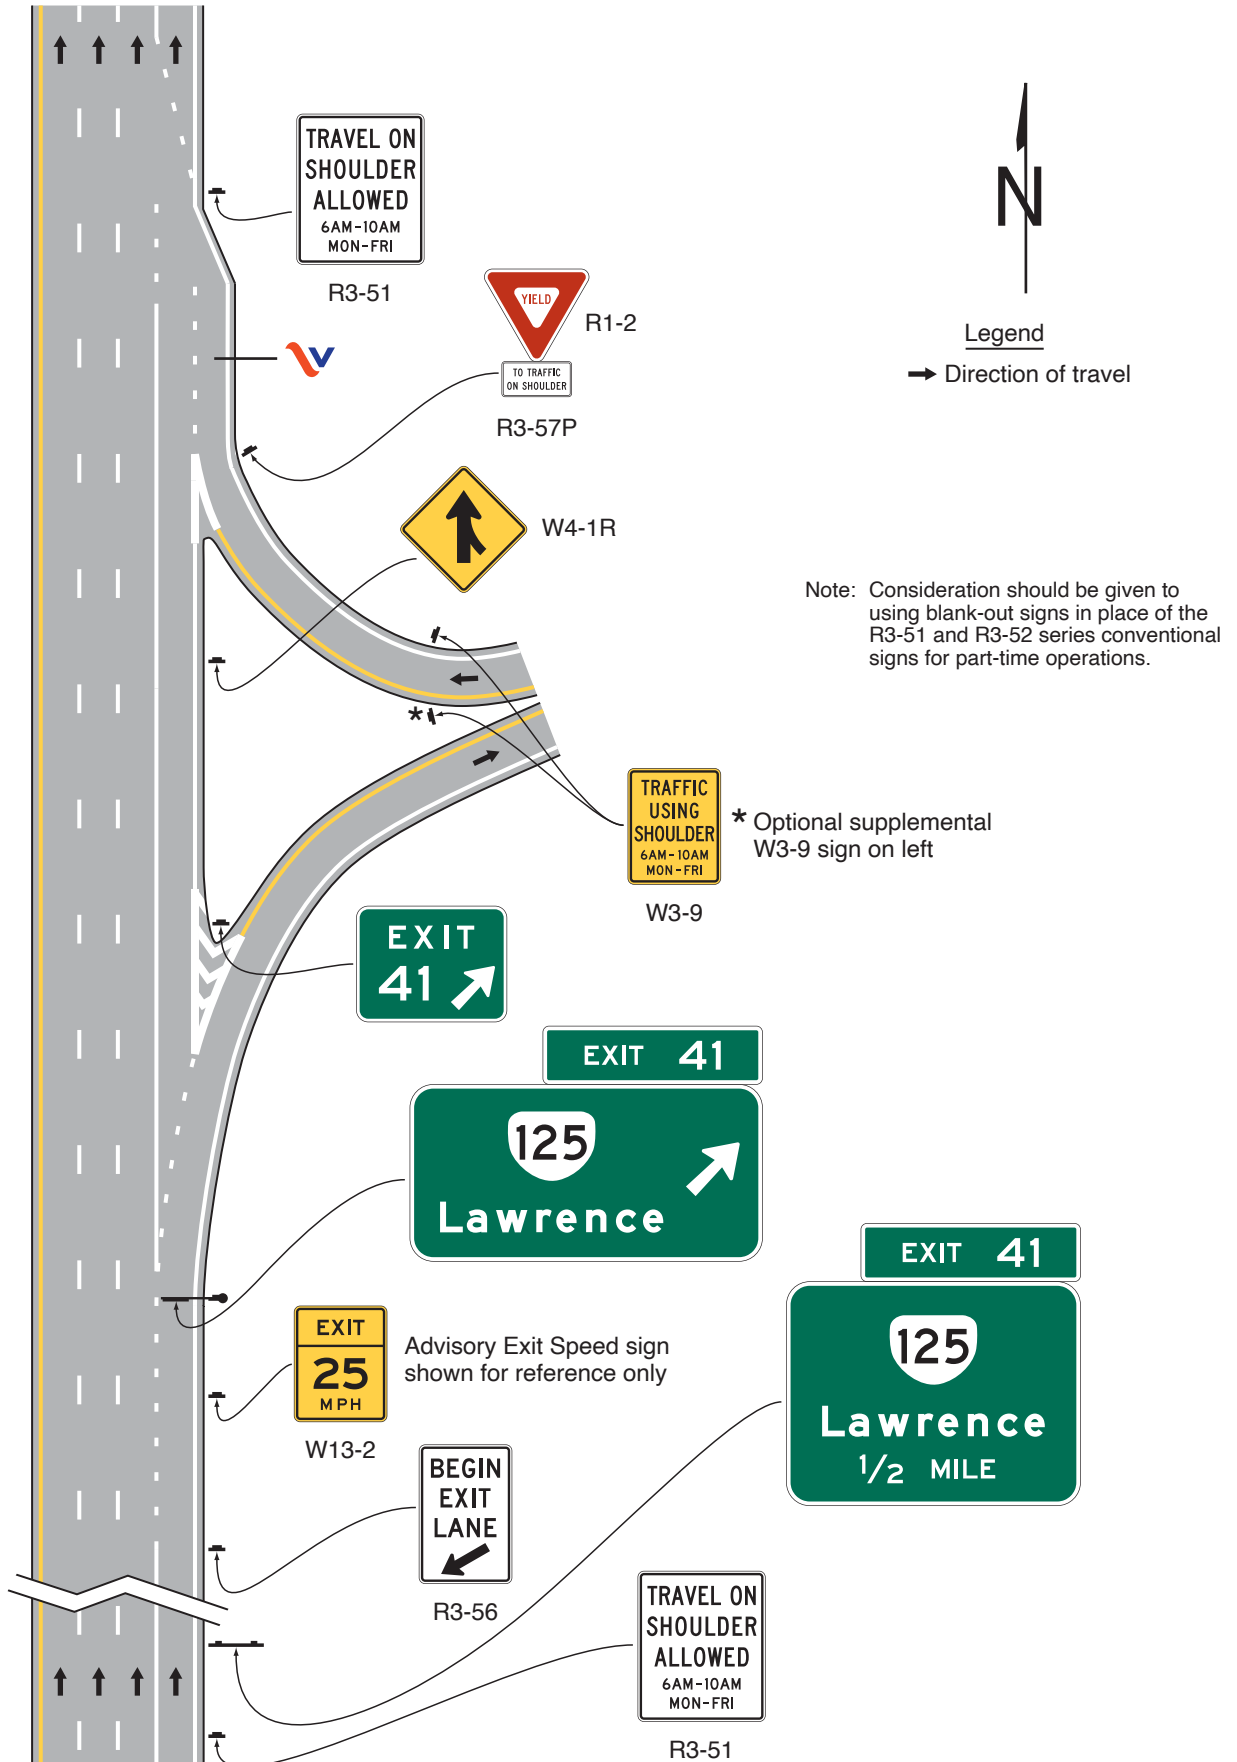 TRAVEL ON
SHOULDER
ALLOWED
6AM-10AM
MON-FRI
R3-51
N
YIELD
R1-2
TO TRAFFIC
ON SHOULDER
R3-57P
Legend
Direction of travel
W4-1R
Note: Consideration should be given to
using blank-out signs in place of the
R3-51 and R3-52 series conventional
signs for part-time operations.
*
TRAFFIC
USING
SHOULDER
6AM-10AM
MON-FRI
W3-9
* Optional supplemental
W3-9 sign on left
EXIT
41
EXIT 41
125
Lawrence
EXIT 41
125
Lawrence
1/2 MILE
EXIT
25
MPH
W13-2
Advisory Exit Speed sign
shown for reference only
BEGIN
EXIT
LANE
R3-56
TRAVEL ON
SHOULDER
ALLOWED
6AM-10AM
MON-FRI
R3-51